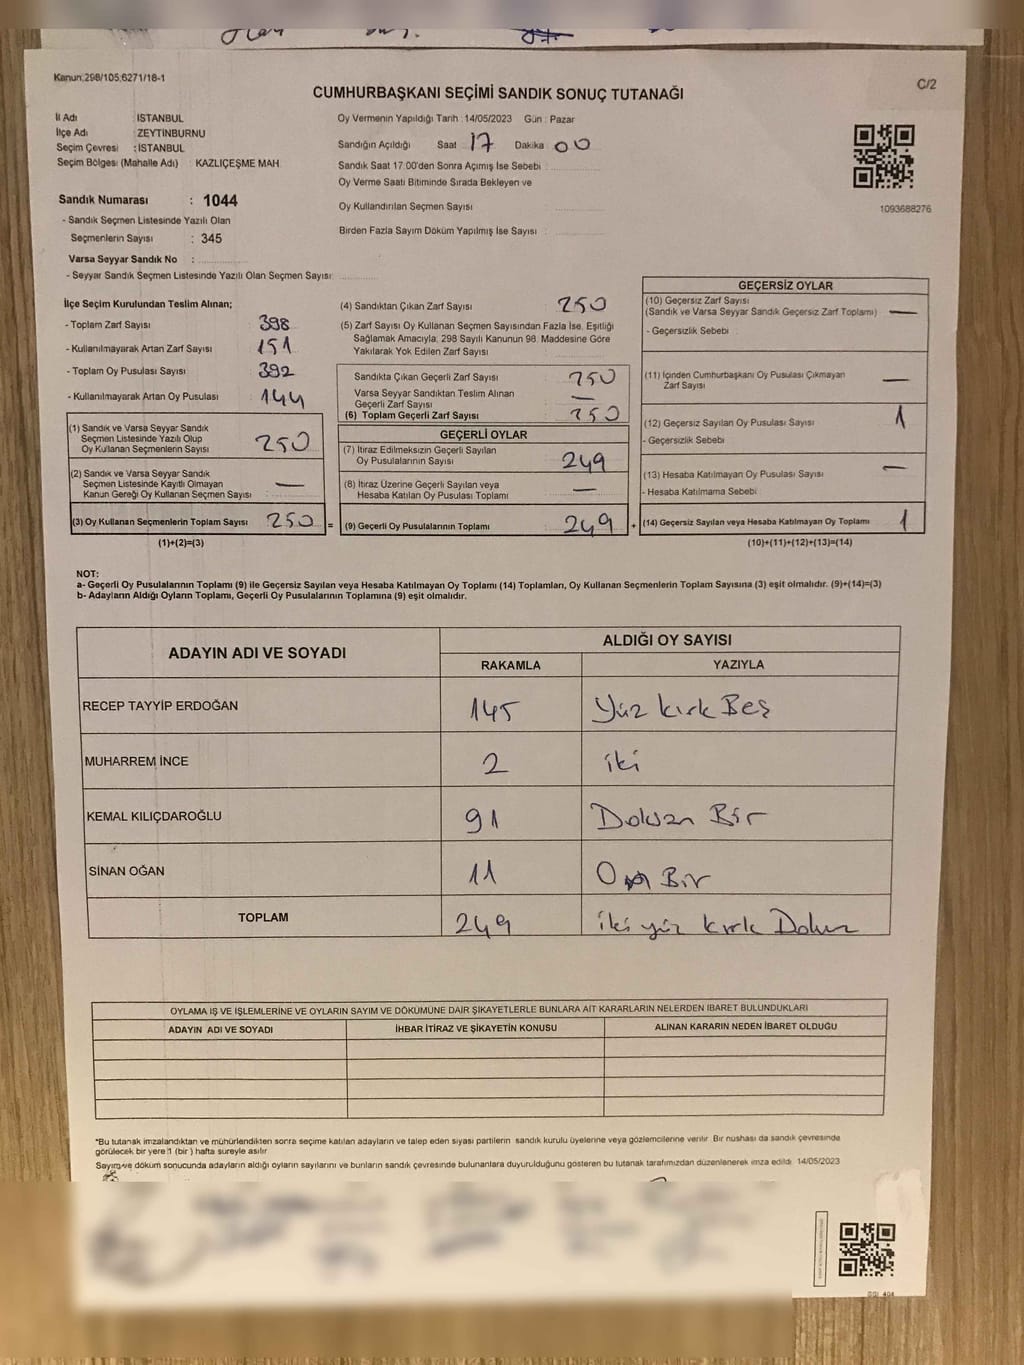 Kanun;298/105;6271/18-1
C/2
CUMHURBAŞKANI SEÇİMİ SANDIK SONUÇ TUTANAĞI
İl Adı : İSTANBUL
İlçe Adı : ZEYTİNBURNU
Seçim Çevresi : İSTANBUL
Seçim Bölgesi (Mahalle Adı) : KAZLIÇEŞME MAH.
Oy Vermenin Yapıldığı Tarih : 14/05/2023 Gün : Pazar
Sandığın Açıldığı Saat 17 Dakika 00
Sandık Saat 17:00'den Sonra Açımış İse Sebebi :
Oy Verme Saati Bitiminde Sırada Bekleyen ve
Oy Kullandırılan Seçmen Sayısı :
Birden Fazla Sayım Döküm Yapılmış İse Sayısı :
1093688276
Sandık Numarası : 1044
- Sandık Seçmen Listesinde Yazılı Olan
Seçmenlerin Sayısı : 345
Varsa Seyyar Sandık No :
- Seyyar Sandık Seçmen Listesinde Yazılı Olan Seçmen Sayısı:
İlçe Seçim Kurulundan Teslim Alınan;
- Toplam Zarf Sayısı : 398
- Kullanılmayarak Artan Zarf Sayısı : 151
- Toplam Oy Pusulası Sayısı : 392
- Kullanılmayarak Artan Oy Pusulası : 144
(1) Sandık ve Varsa Seyyar Sandık
Seçmen Listesinde Yazılı Olup
Oy Kullanan Seçmenlerin Sayısı : 250
(2) Sandık ve Varsa Seyyar Sandık
Seçmen Listesinde Kayıtlı Olmayan
Kanun Gereği Oy Kullanan Seçmen Sayısı : —
(3) Oy Kullanan Seçmenlerin Toplam Sayısı : 250 =
(1)+(2)=(3)
(4) Sandıktan Çıkan Zarf Sayısı : 250
(5) Zarf Sayısı Oy Kullanan Seçmen Sayısından Fazla İse, Eşitliği
Sağlamak Amacıyla, 298 Sayılı Kanunun 98. Maddesine Göre
Yakılarak Yok Edilen Zarf Sayısı :
Sandıkta Çıkan Geçerli Zarf Sayısı : 250
Varsa Seyyar Sandıktan Teslim Alınan
Geçerli Zarf Sayısı : —
(6) Toplam Geçerli Zarf Sayısı : 250
GEÇERLİ OYLAR
(7) İtiraz Edilmeksizin Geçerli Sayılan
Oy Pusulalarının Sayısı : 249
(8) İtiraz Üzerine Geçerli Sayılan veya
Hesaba Katılan Oy Pusulası Toplamı : —
(9) Geçerli Oy Pusulalarının Toplamı : 249 +
GEÇERSİZ OYLAR
(10) Geçersiz Zarf Sayısı
(Sandık ve Varsa Seyyar Sandık Geçersiz Zarf Toplamı) : —
- Geçersizlik Sebebi :
(11) İçinden Cumhurbaşkanı Oy Pusulası Çıkmayan
Zarf Sayısı : —
(12) Geçersiz Sayılan Oy Pusulası Sayısı : 1
- Geçersizlik Sebebi :
(13) Hesaba Katılmayan Oy Pusulası Sayısı : —
- Hesaba Katılmama Sebebi :
(14) Geçersiz Sayılan veya Hesaba Katılmayan Oy Toplamı : 1
(10)+(11)+(12)+(13)=(14)
NOT:
a- Geçerli Oy Pusulalarının Toplamı (9) ile Geçersiz Sayılan veya Hesaba Katılmayan Oy Toplamı (14) Toplamları, Oy Kullanan Seçmenlerin Toplam Sayısına (3) eşit olmalıdır. (9)+(14)=(3)
b- Adayların Aldığı Oyların Toplamı, Geçerli Oy Pusulalarının Toplamına (9) eşit olmalıdır.
ADAYIN ADI VE SOYADI
ALDIĞI OY SAYISI
RAKAMLA YAZIYLA
RECEP TAYYİP ERDOĞAN 145 Yüz kırk Beş
MUHARREM İNCE 2 iki
KEMAL KILIÇDAROĞLU 91 Doksan Bir
SİNAN OĞAN 11 On Bir
TOPLAM 249 iki yüz kırk Dokuz
OYLAMA İŞ VE İŞLEMLERİNE VE OYLARIN SAYIM VE DÖKÜMÜNE DAİR ŞİKAYETLERLE BUNLARA AİT KARARLARIN NELERDEN İBARET BULUNDUKLARI
ADAYIN ADI VE SOYADI İHBAR İTİRAZ VE ŞİKAYETİN KONUSU ALINAN KARARIN NEDEN İBARET OLDUĞU
*Bu tutanak imzalandıktan ve mühürlendikten sonra seçime katılan adayların ve talep eden siyasi partilerin sandık kurulu üyelerine veya gözlemcilerine verilir. Bir nüshası da sandık çevresinde
görülecek bir yere 1 (bir) hafta süreyle asılır.
Sayım ve döküm sonucunda adayların aldığı oyların sayılarını ve bunların sandık çevresinde bulunanlara duyurulduğunu gösteren bu tutanak tarafımızdan düzenlenerek imza edildi. 14/05/2023